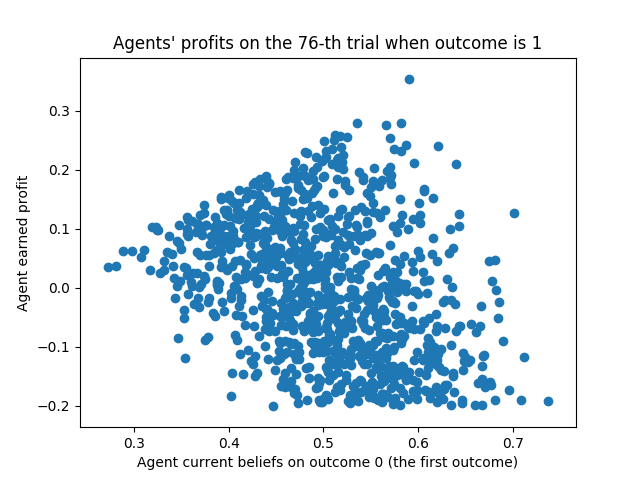 Agents' profits on the 76-th trial when outcome is 1
Agent earned profit
0.3
0.2
0.1
0.0
−0.1
−0.2
0.3 0.4 0.5 0.6 0.7
Agent current beliefs on outcome 0 (the first outcome)